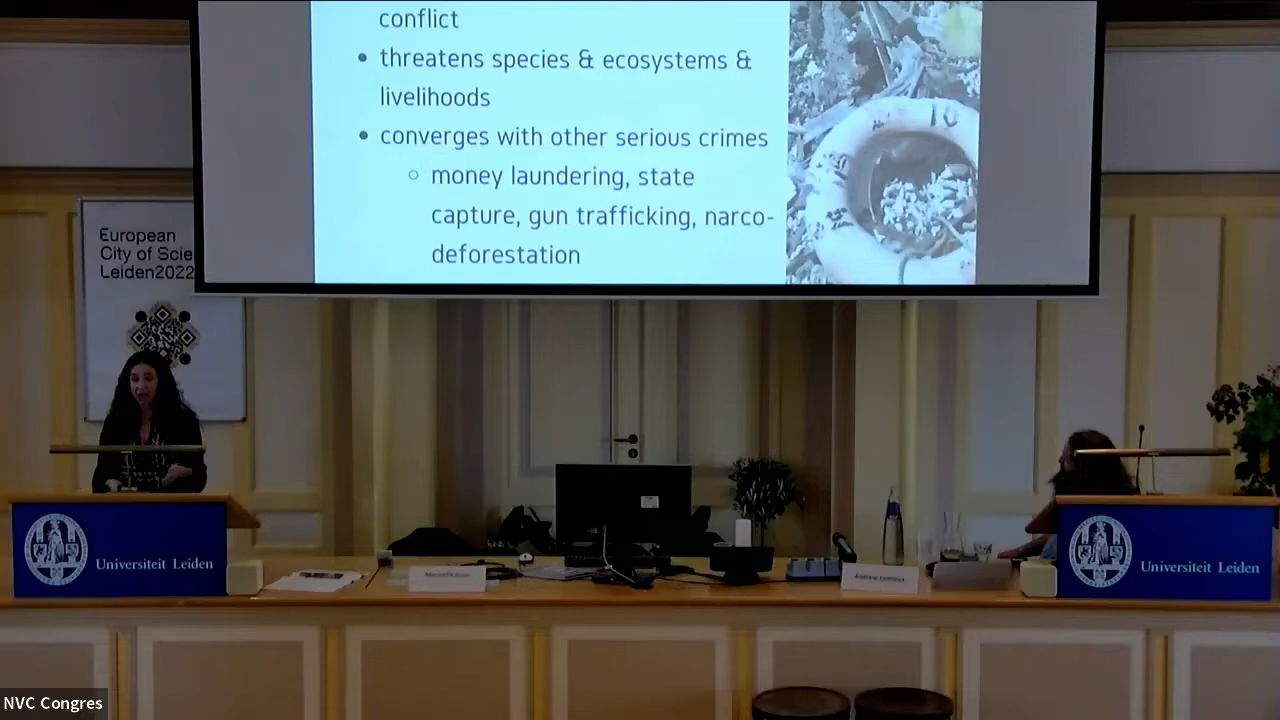 conflict
• threatens species & ecosystems &
livelihoods
• converges with other serious crimes
○ money laundering, state
capture, gun trafficking, narco-
deforestation
10
European
City of Scie
Leiden2022
Universiteit Leiden
Universiteit Leiden
NVC Congres